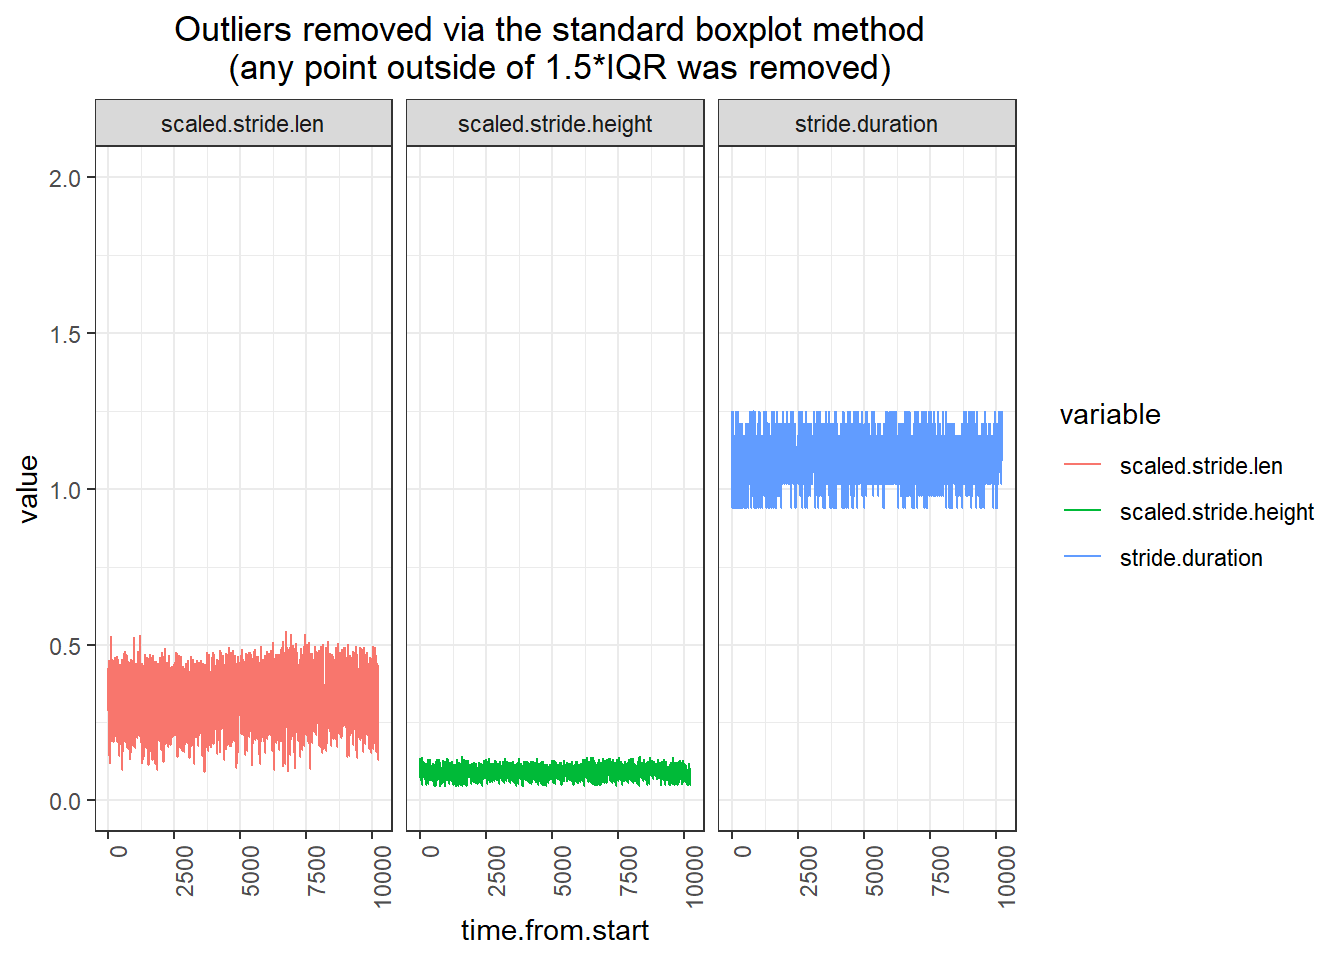 Outliers removed via the standard boxplot method
(any point outside of 1.5*IQR was removed)
scaled.stride.len
scaled.stride.height
stride.duration
2.0
1.5
1.0
0.5
0.0
value
0
2500
5000
7500
10000
0
2500
5000
7500
10000
0
2500
5000
7500
10000
time.from.start
variable
scaled.stride.len
scaled.stride.height
stride.duration